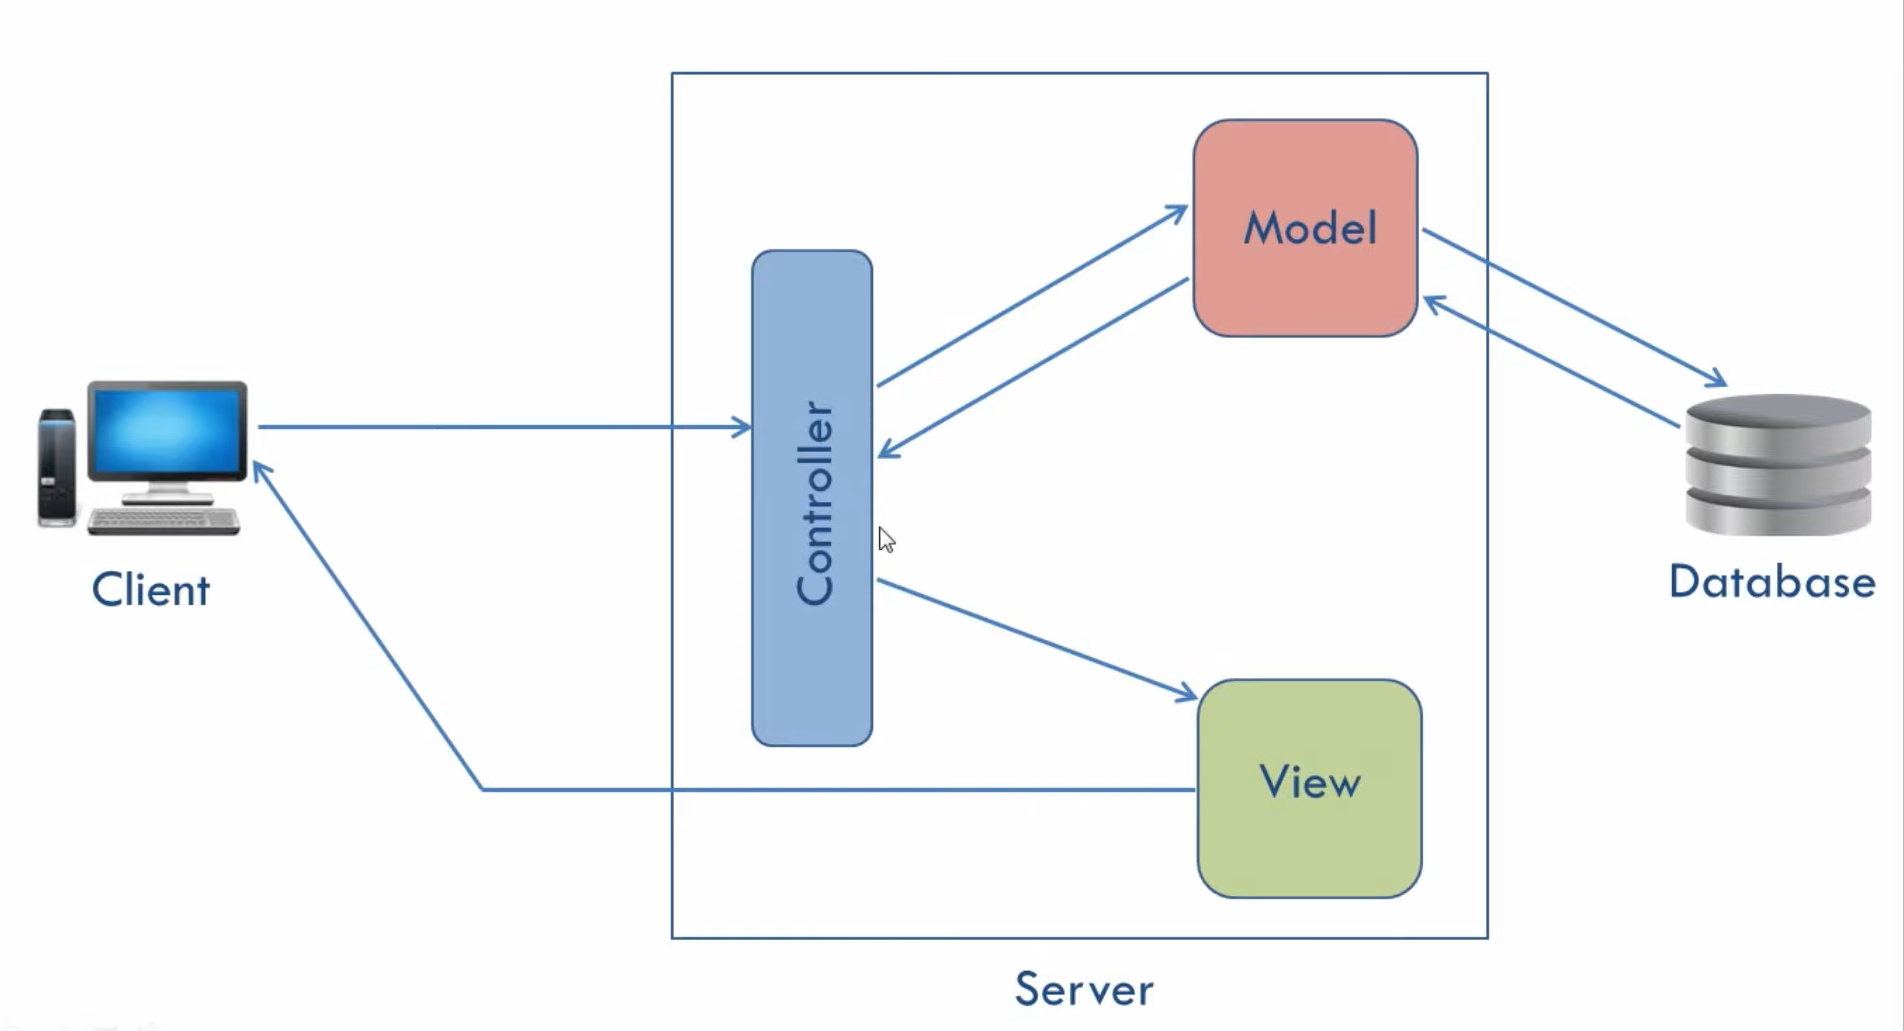 Model
Controller
Client
Database
View
Server